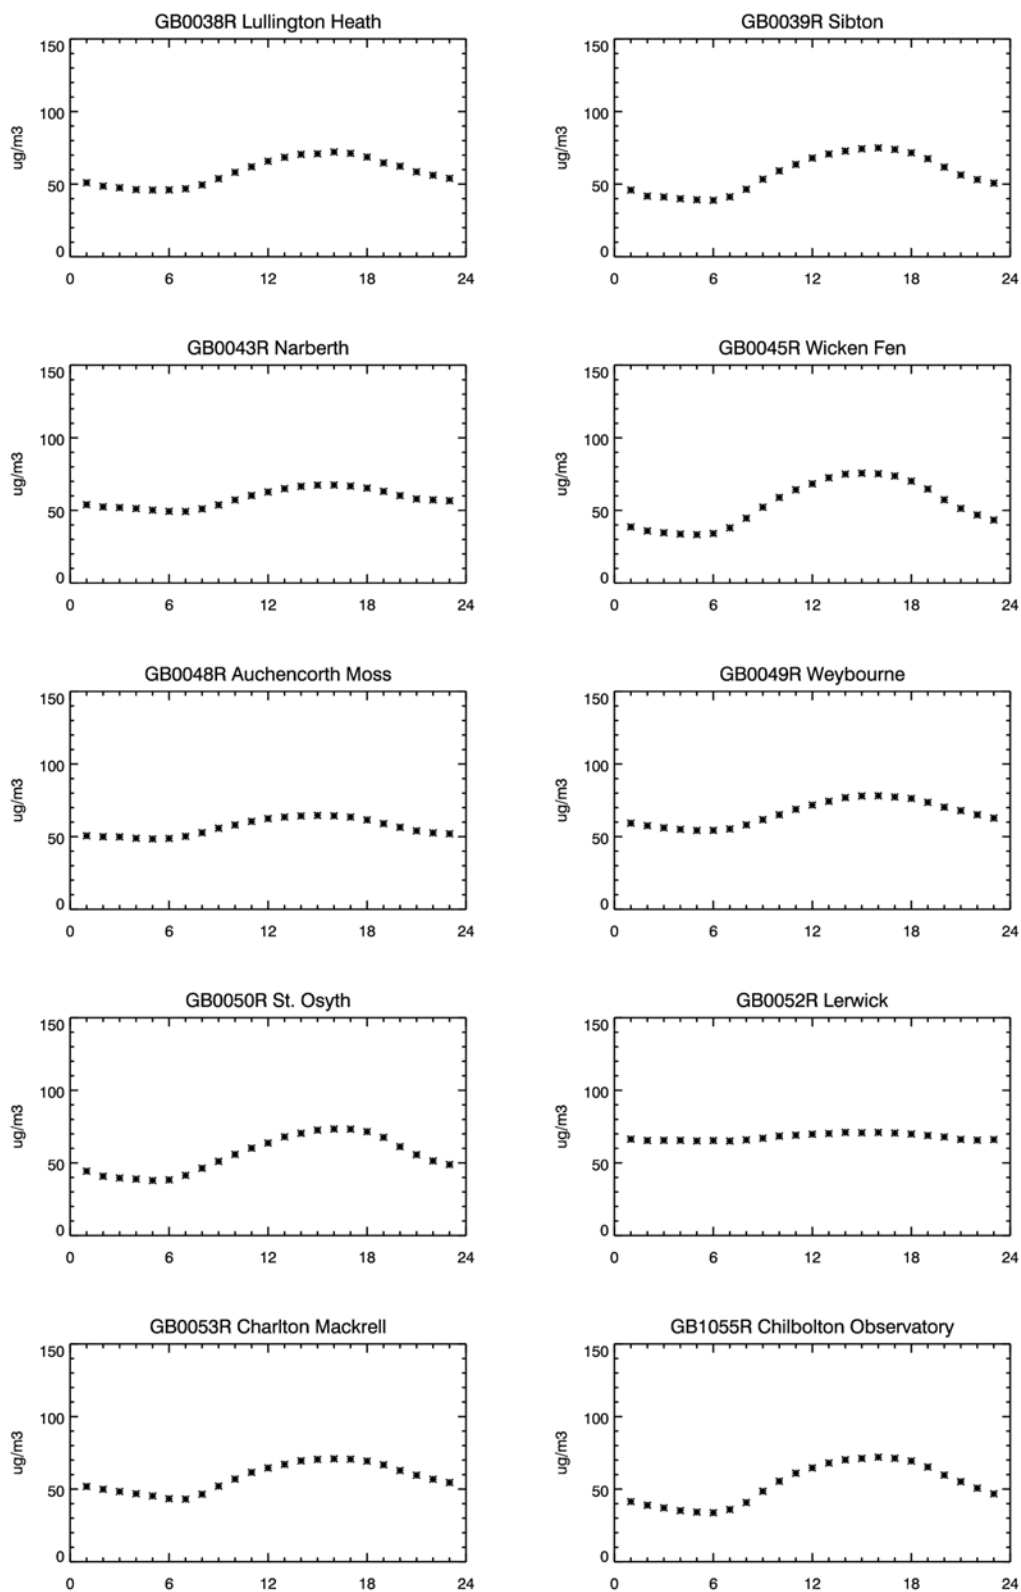 GB0038R Lullington Heath
GB0039R Sibton
150
100
50
0
ug/m3
0 6 12 18 24
150
100
50
0
ug/m3
0 6 12 18 24
GB0043R Narberth
GB0045R Wicken Fen
150
100
50
0
ug/m3
0 6 12 18 24
150
100
50
0
ug/m3
0 6 12 18 24
GB0048R Auchencorth Moss
GB0049R Weybourne
150
100
50
0
ug/m3
0 6 12 18 24
150
100
50
0
ug/m3
0 6 12 18 24
GB0050R St. Osyth
GB0052R Lerwick
150
100
50
0
ug/m3
0 6 12 18 24
150
100
50
0
ug/m3
0 6 12 18 24
GB0053R Charlton Mackrell
GB1055R Chilbolton Observatory
150
100
50
0
ug/m3
0 6 12 18 24
150
100
50
0
ug/m3
0 6 12 18 24